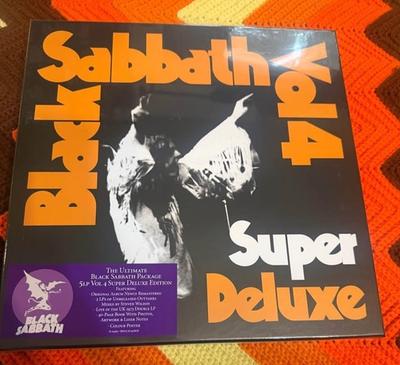 Black
Sabbath
Vol 4
Super
Deluxe
The Ultimate
Black Sabbath Package
5LP Vol.4 Super Deluxe Edition
Featuring
Original Album Newly Remastered
2 LPs of Unreleased Outtakes
Mixed by Steven Wilson
Live in the UK 1973 Double LP
40-Page Book With Photos,
Artwork & Liner Notes
Colour Poster
BLACK
SABBATH